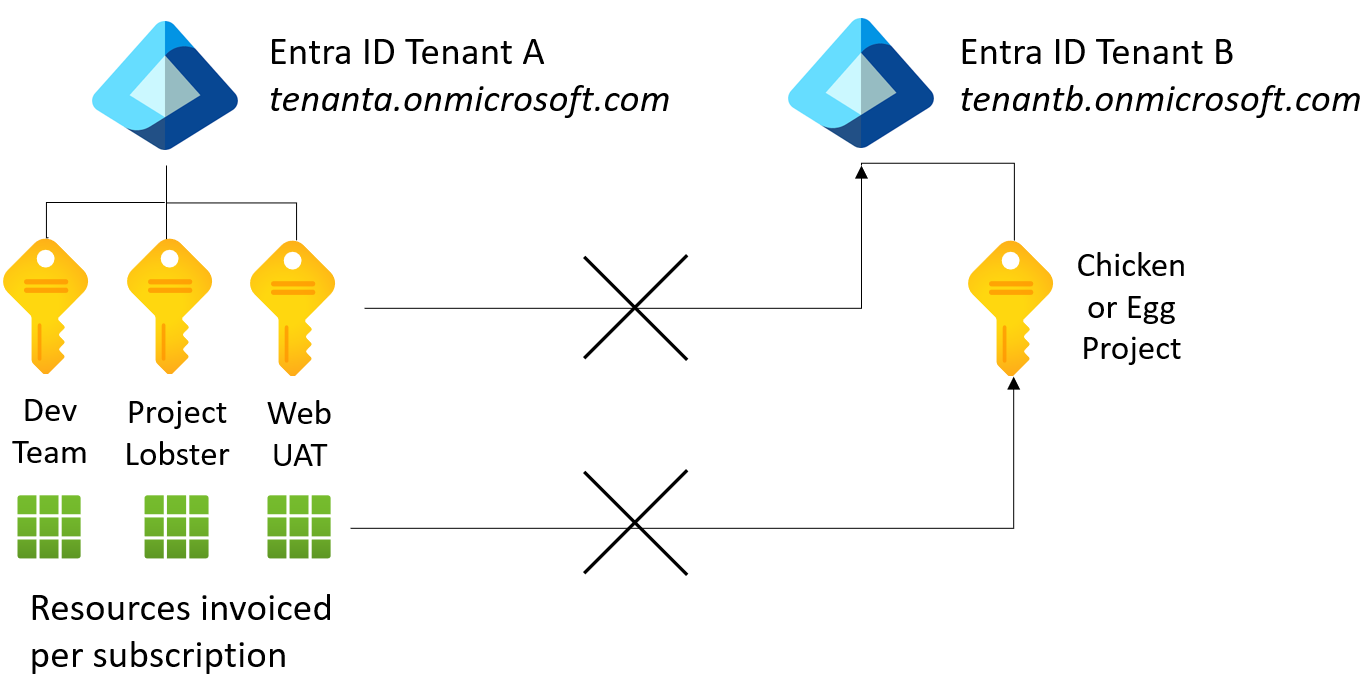 Entra ID Tenant A
tenanta.onmicrosoft.com
Entra ID Tenant B
tenantb.onmicrosoft.com
Chicken
or Egg
Project
Dev
Team
Project
Lobster
Web
UAT
Resources invoiced
per subscription